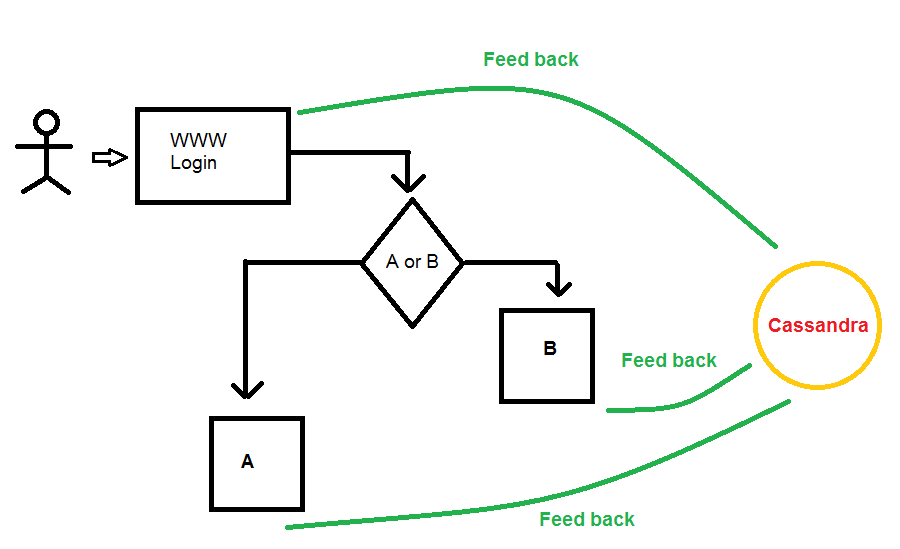 Feed back
WWW
Login
A or B
Cassandra
B
Feed back
A
Feed back